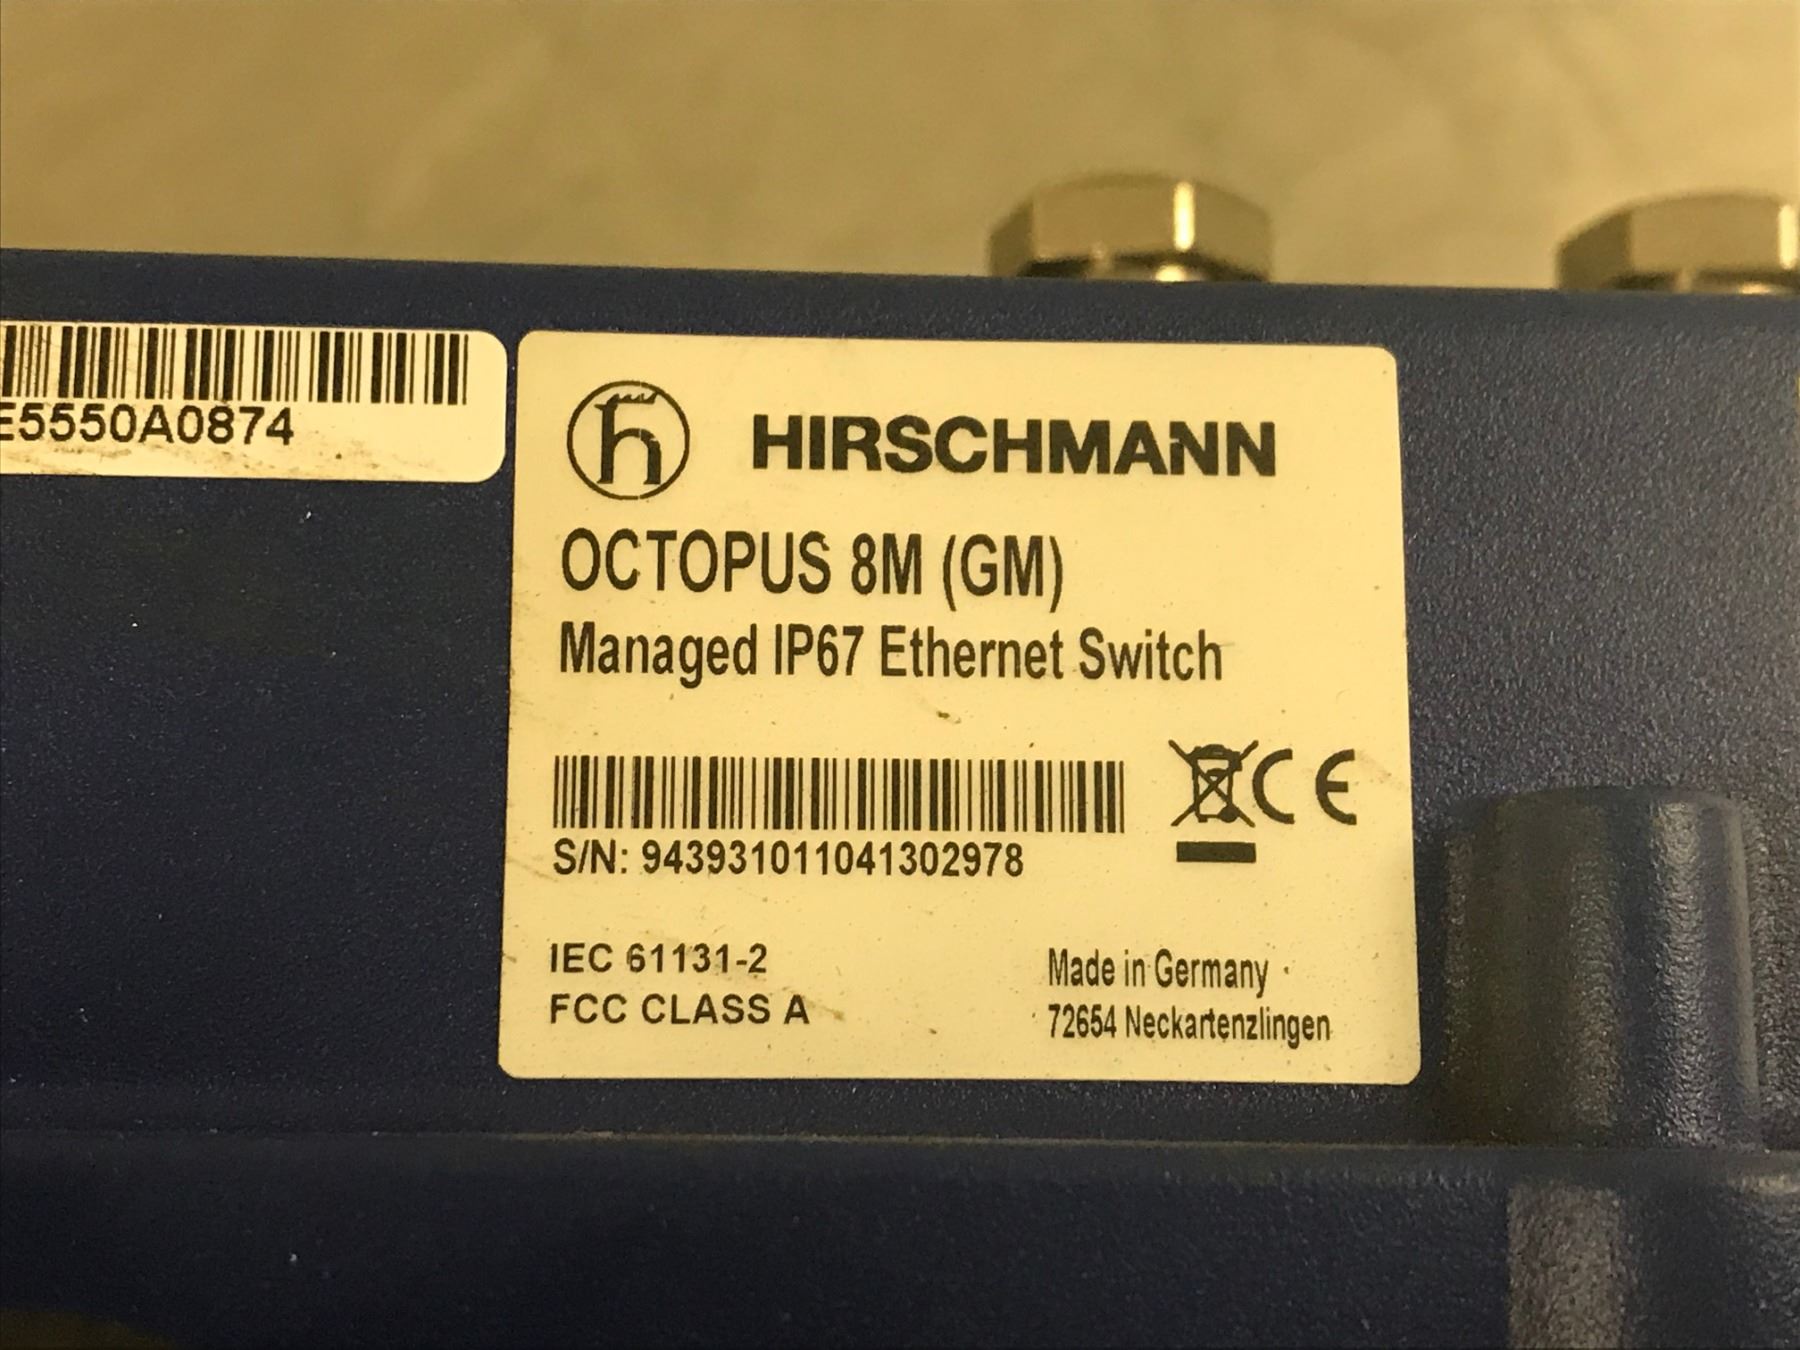 E5550A0874
HIRSCHMANN
OCTOPUS 8M (GM)
Managed IP67 Ethernet Switch
CE
S/N: 943931011041302978
IEC 61131-2
FCC CLASS A
Made in Germany
72654 Neckartenzlingen